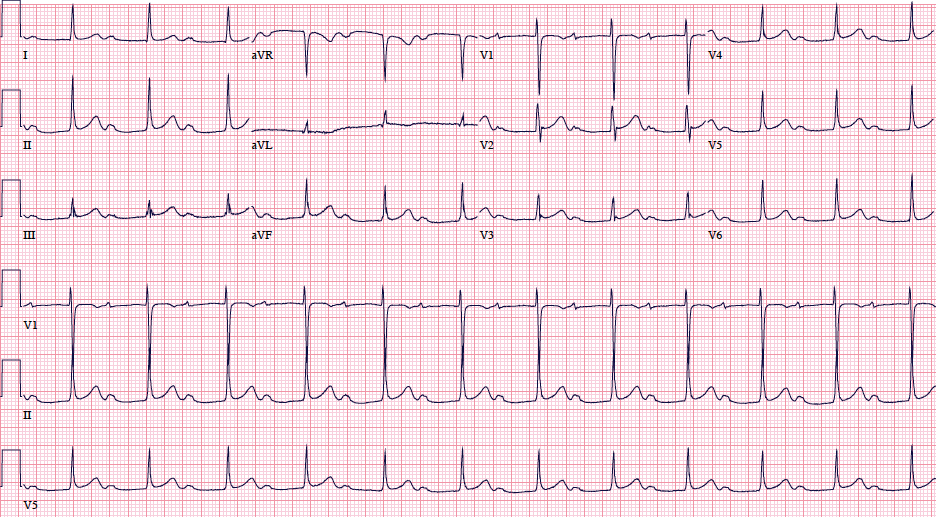 I aVR V1 V4
II aVL V2 V5
III aVF V3 V6
V1
II
V5